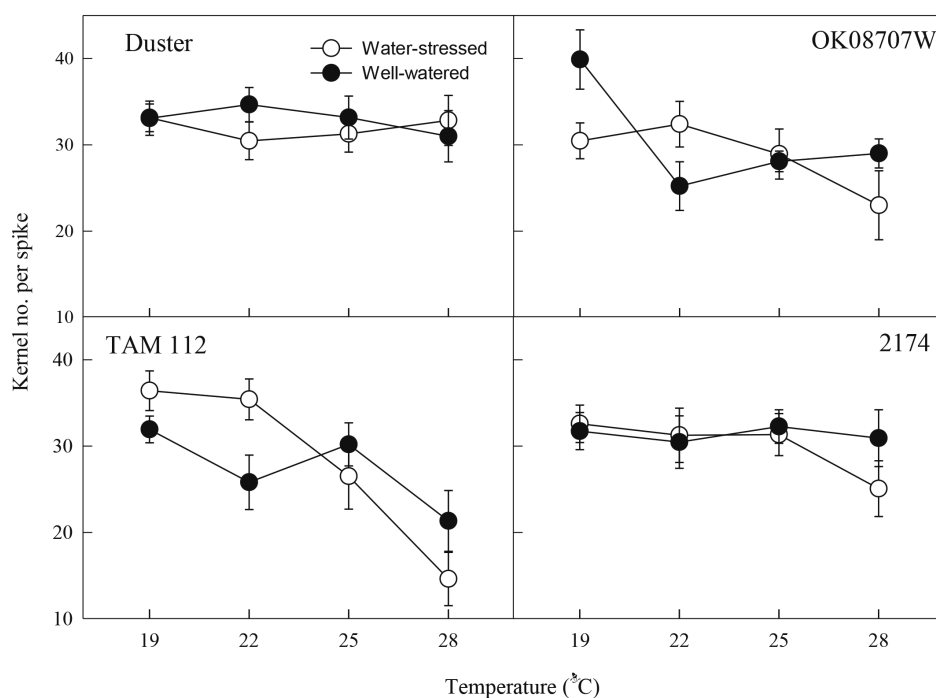 Duster
Water-stressed
Well-watered
OK08707W
40
30
20
10
TAM 112
2174
40
30
20
10
Kernel no. per spike
19 22 25 28 19 22 25 28
Temperature (°C)